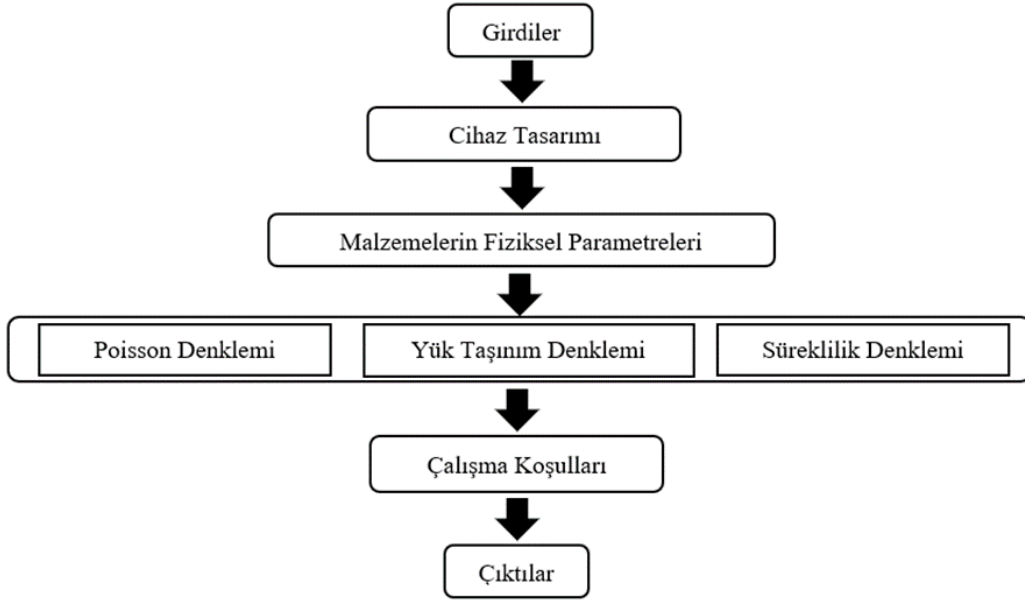 Girdiler
Cihaz Tasarımı
Malzemelerin Fiziksel Parametreleri
Poisson Denklemi
Yük Taşınım Denklemi
Süreklilik Denklemi
Çalışma Koşulları
Çıktılar